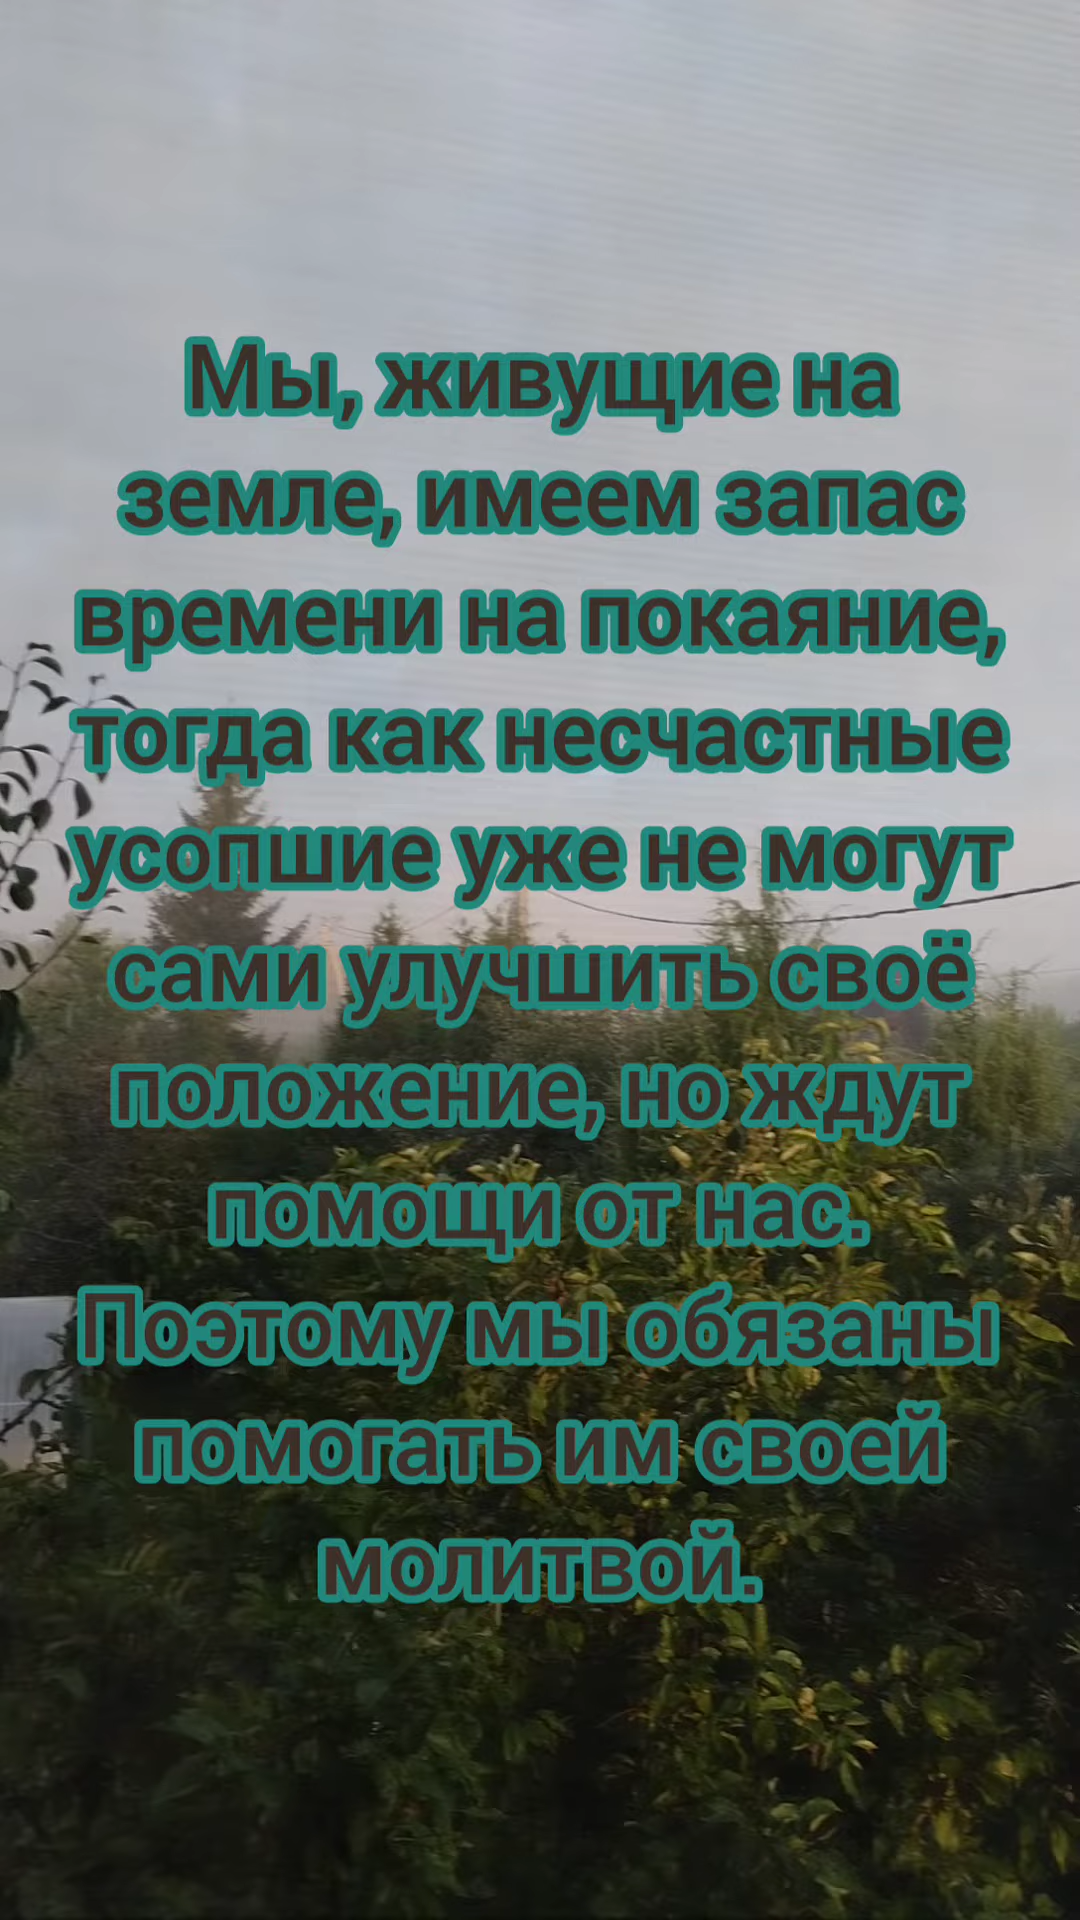 Мы, живущие на
земле, имеем запас
времени на покаяние,
тогда как несчастные
усопшие уже не могут
сами улучшить своё
положение, но ждут
помощи от нас.
Поэтому мы обязаны
помогать им своей
молитвой.